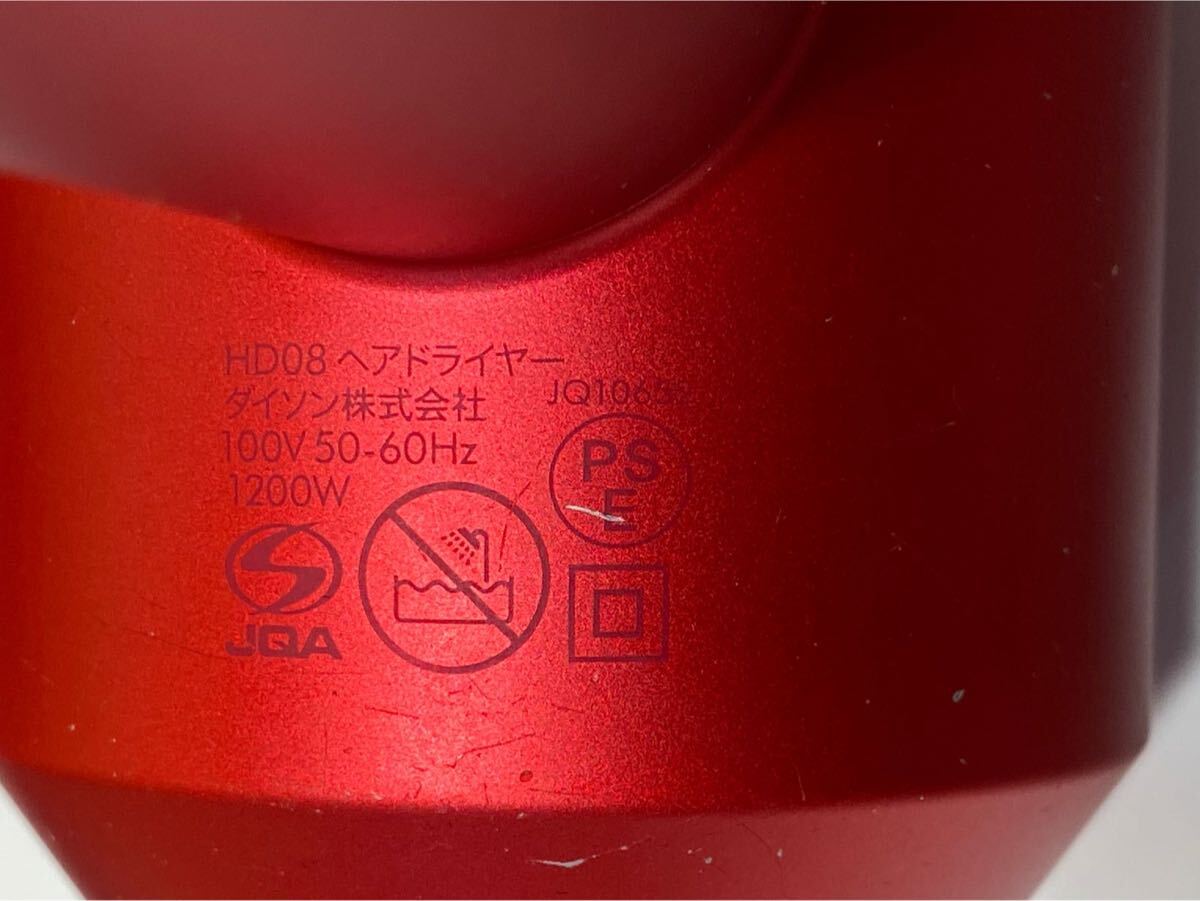 HD08 ヘアドライヤー
ダイソン株式会社
100V 50-60Hz
1200W
PS
E
JQA